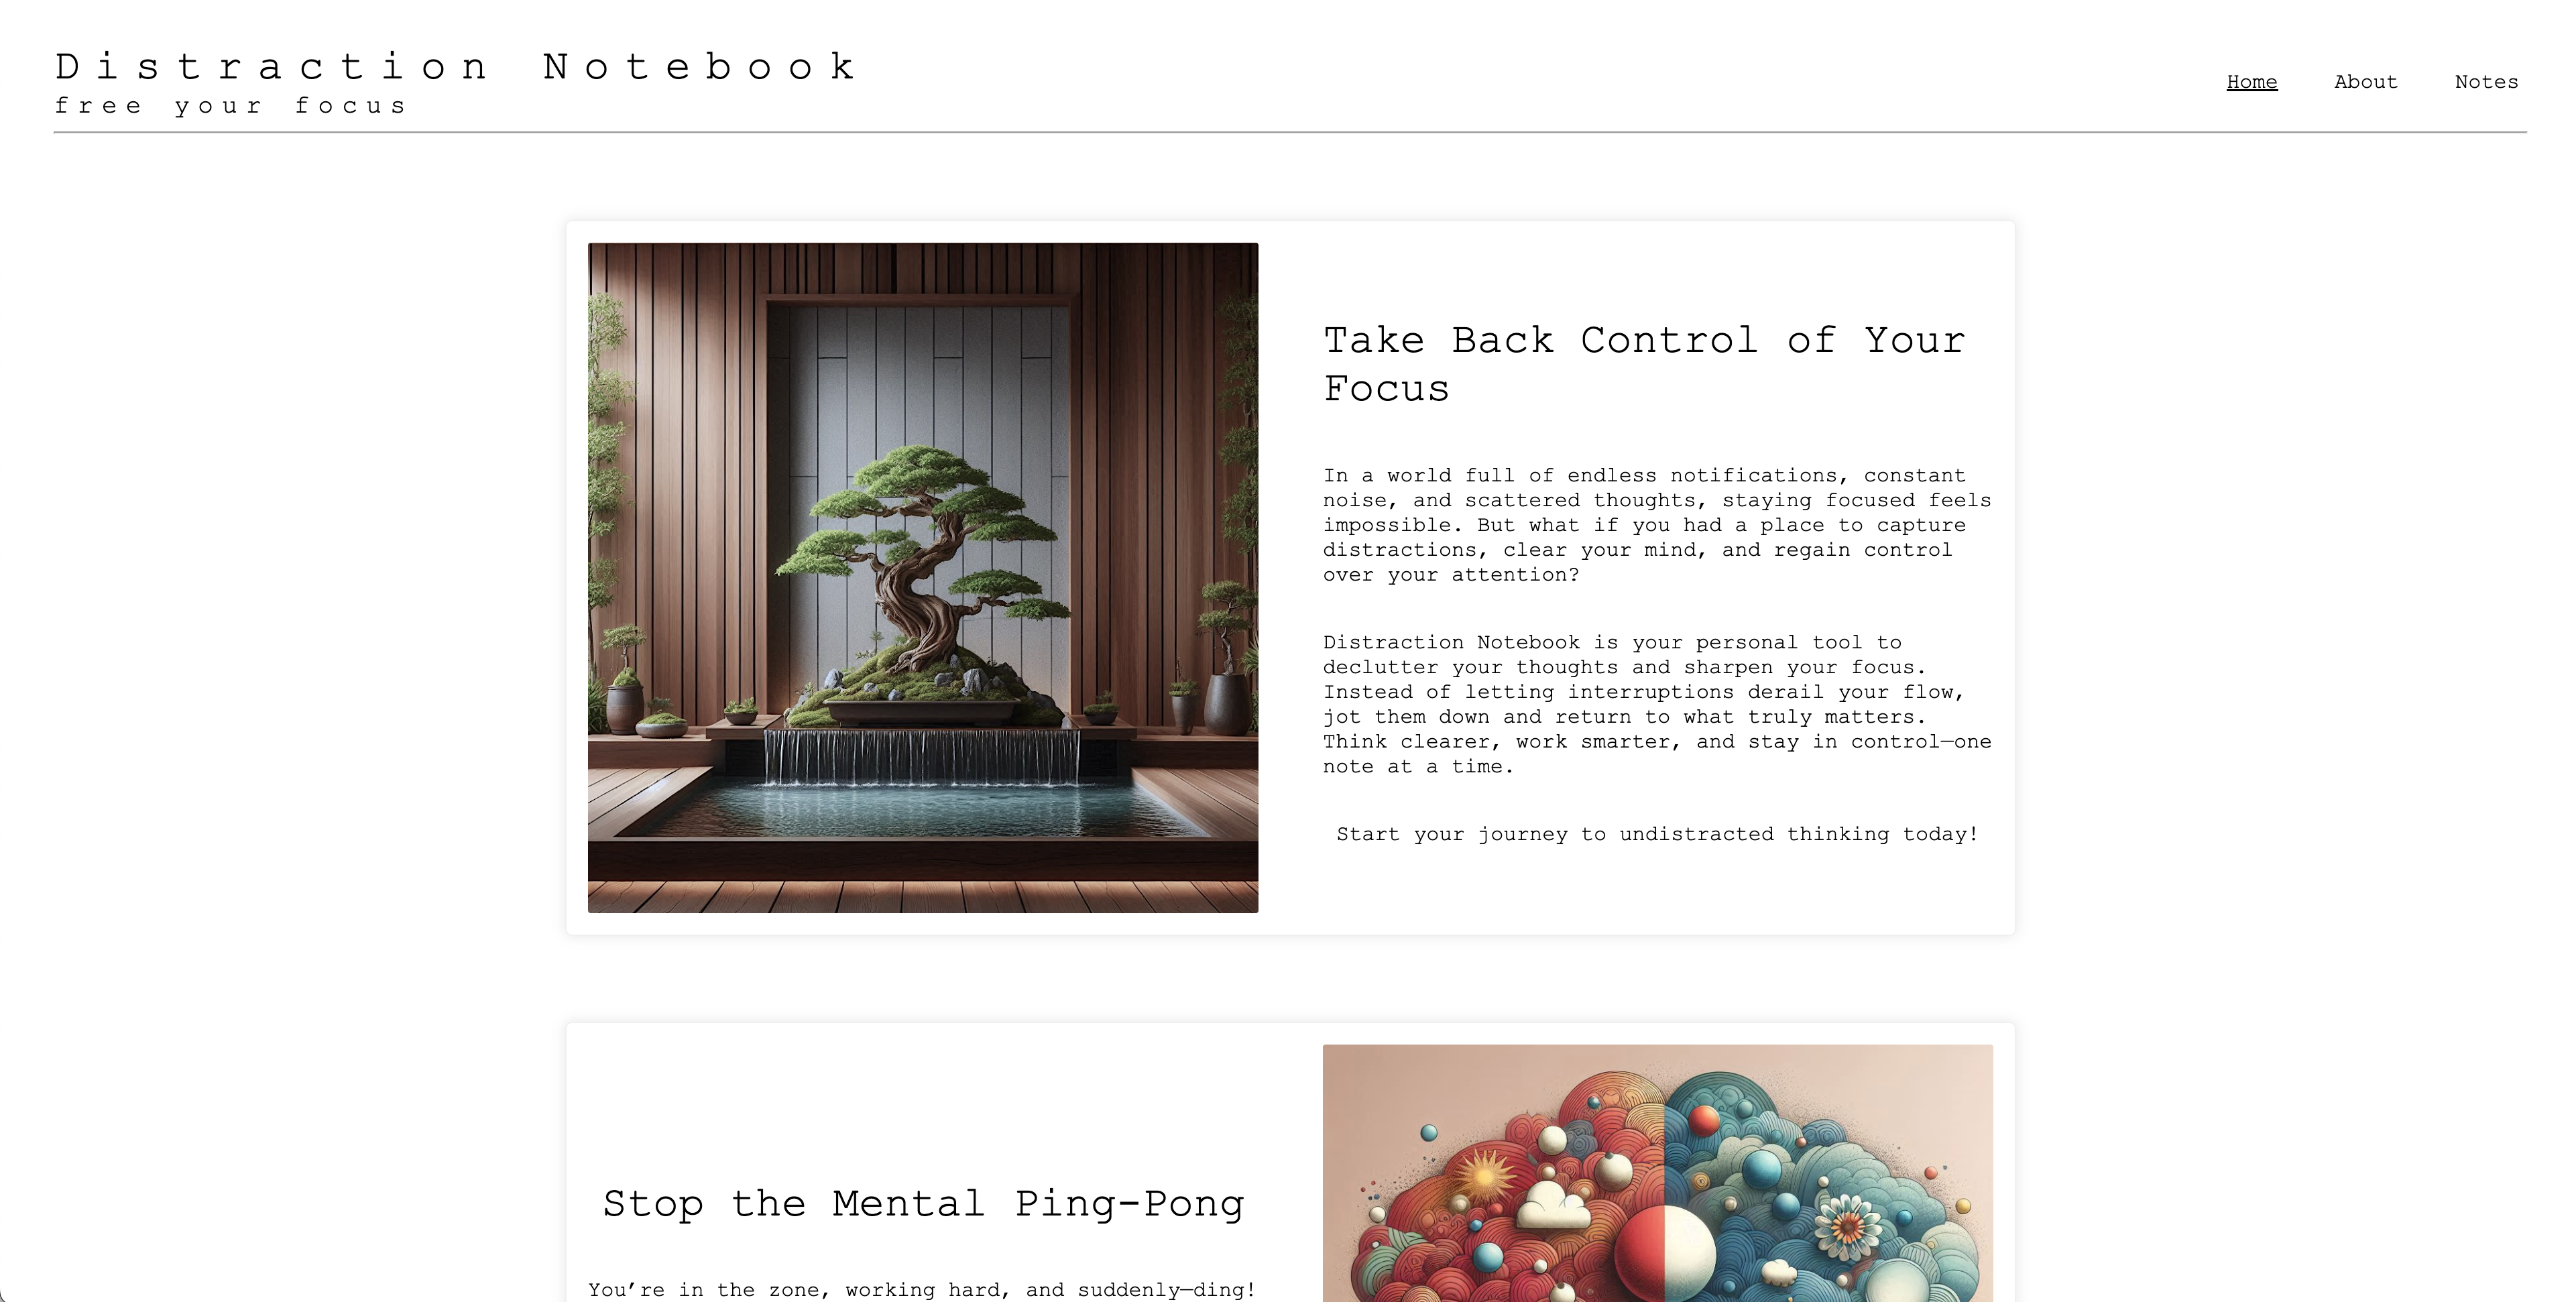 Distraction Notebook
free your focus
Home About Notes
Take Back Control of Your
Focus
In a world full of endless notifications, constant
noise, and scattered thoughts, staying focused feels
impossible. But what if you had a place to capture
distractions, clear your mind, and regain control
over your attention?
Distraction Notebook is your personal tool to
declutter your thoughts and sharpen your focus.
Instead of letting interruptions derail your flow,
jot them down and return to what truly matters.
Think clearer, work smarter, and stay in control—one
note at a time.
Start your journey to undistracted thinking today!
Stop the Mental Ping-Pong
You’re in the zone, working hard, and suddenly—ding!